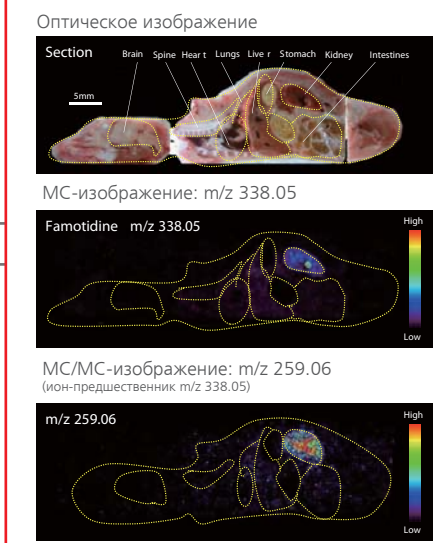 Оптическое изображение
Section
Brain Spine Hear t Lungs Live r Stomach Kidney Intestines
5mm
МС-изображение: m/z 338.05
Famotidine m/z 338.05
High
Low
МС/МС-изображение: m/z 259.06
(ион-предшественник m/z 338.05)
m/z 259.06
High
Low